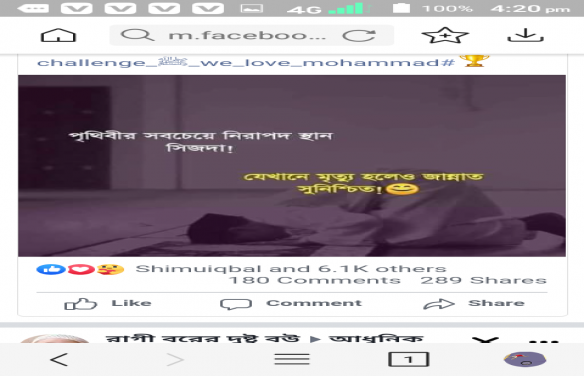 4G 100% 4:20 pm
m.faceboo...
challenge_ﷺ_we_love_mohammad# 🏆
পৃথিবীর সবচেয়ে নিরাপদ স্থান
সিজদা!
যেখানে মৃত্যু হলেও জান্নাত
সুনিশ্চিত!😊
Shimuiqbal and 6.1K others
180 Comments 289 Shares
Like Comment Share
রাগী বরের দুষ্ট বউ ▸ আধুনিক
1